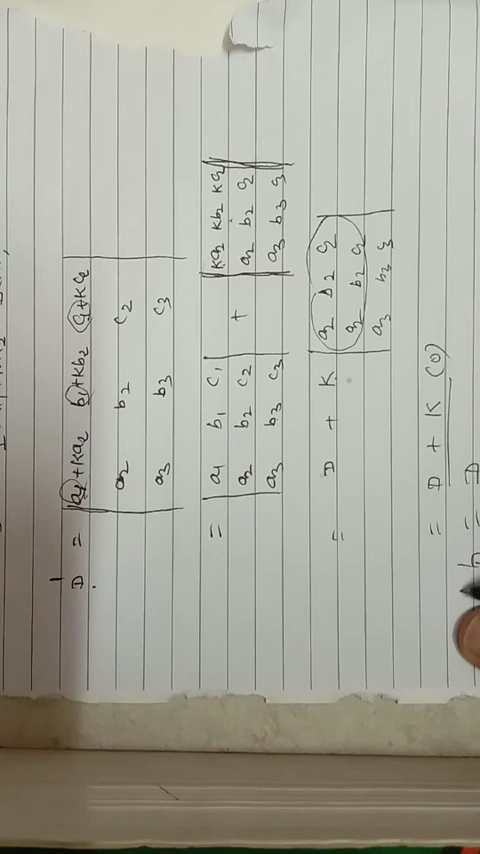 D' = |a1+ka2 b1+kb2 c1+kc2|
a2 b2 c2
a3 b3 c3
= |a1 b1 c1| + |ka2 kb2 kc2|
a2 b2 c2 a2 b2 c2
a3 b3 c3 a3 b3 c3
= D + K |a2 b2 c2|
a2 b2 c2
a3 b3 c3
= D + K (0)
= D